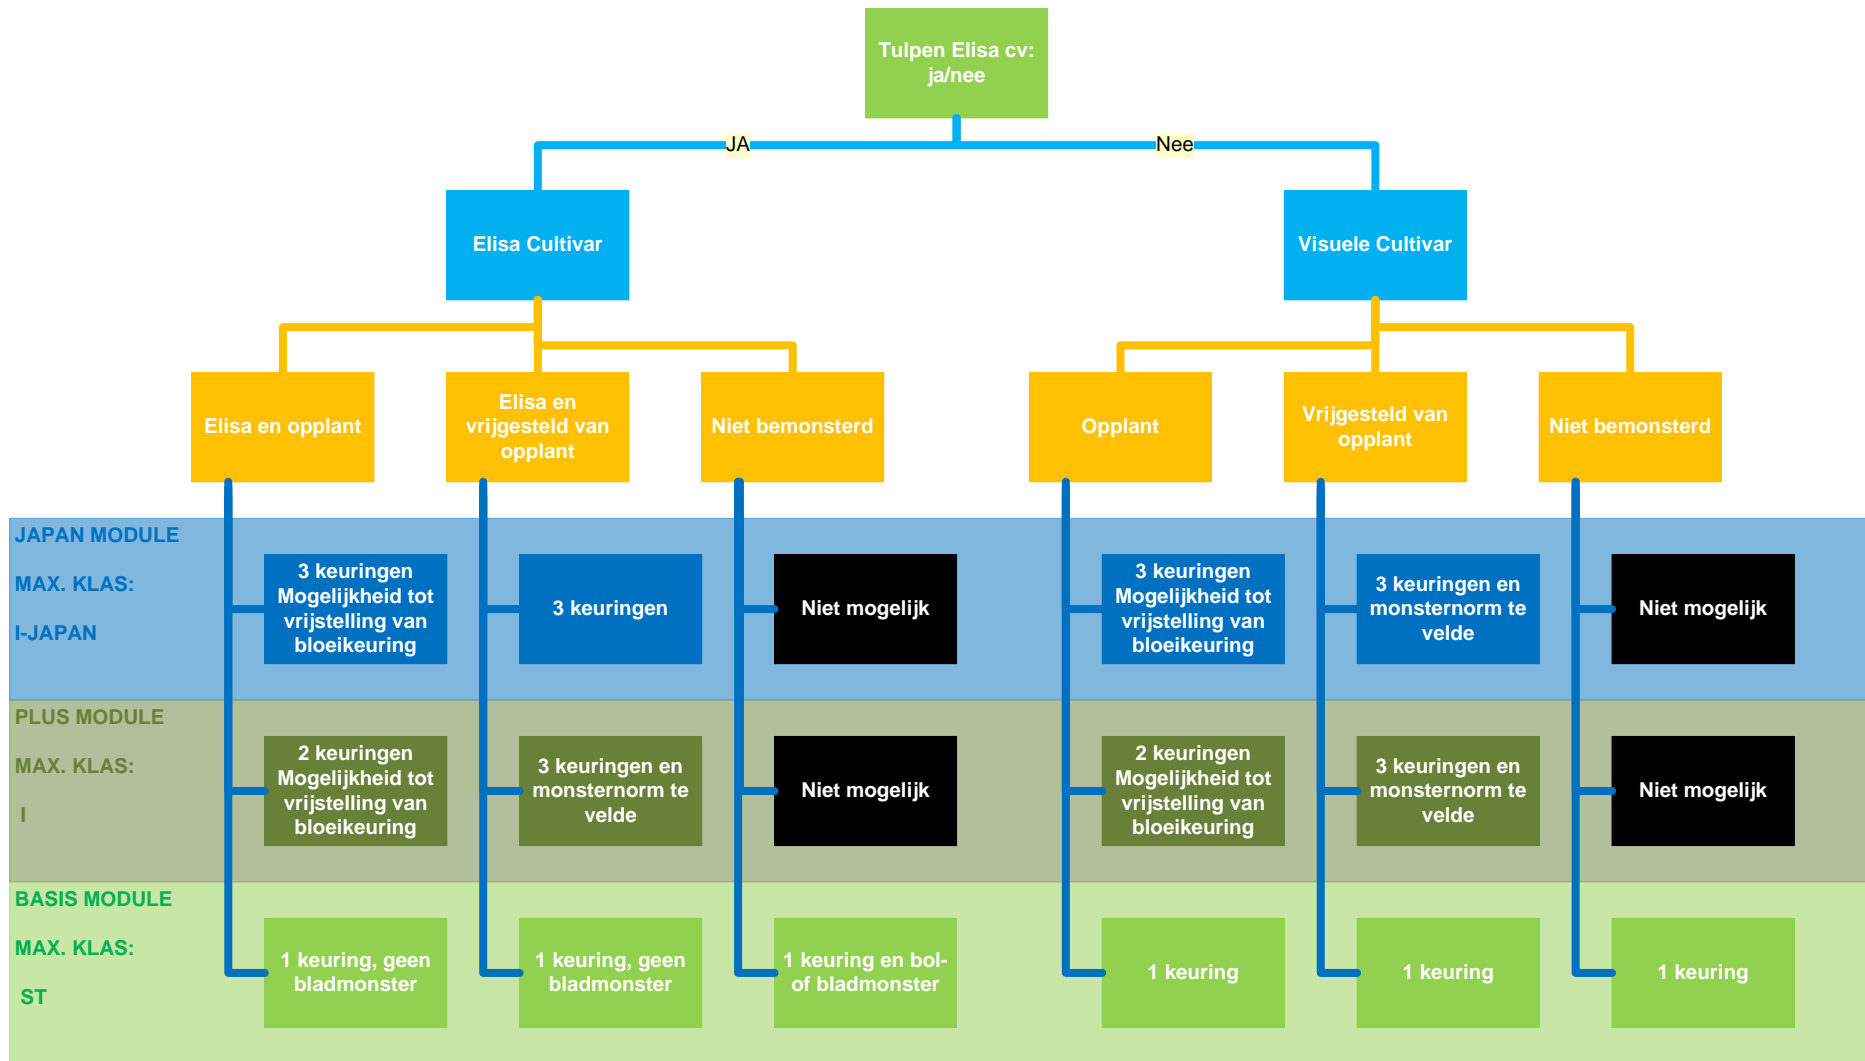 Tulpen Elisa cv:
ja/nee
JA
Nee
Elisa Cultivar
Visuele Cultivar
Elisa en opplant
Elisa en
vrijgesteld van
opplant
Niet bemonsterd
Opplant
Vrijgesteld van
opplant
Niet bemonsterd
JAPAN MODULE
MAX. KLAS:
I-JAPAN
3 keuringen
Mogelijkheid tot
vrijstelling van
bloeikeuring
3 keuringen
Niet mogelijk
3 keuringen
Mogelijkheid tot
vrijstelling van
bloeikeuring
3 keuringen en
monsternorm te
velde
Niet mogelijk
PLUS MODULE
MAX. KLAS:
I
2 keuringen
Mogelijkheid tot
vrijstelling van
bloeikeuring
3 keuringen en
monsternorm te
velde
Niet mogelijk
2 keuringen
Mogelijkheid tot
vrijstelling van
bloeikeuring
3 keuringen en
monsternorm te
velde
Niet mogelijk
BASIS MODULE
MAX. KLAS:
ST
1 keuring, geen
bladmonster
1 keuring, geen
bladmonster
1 keuring en bol-
of bladmonster
1 keuring
1 keuring
1 keuring